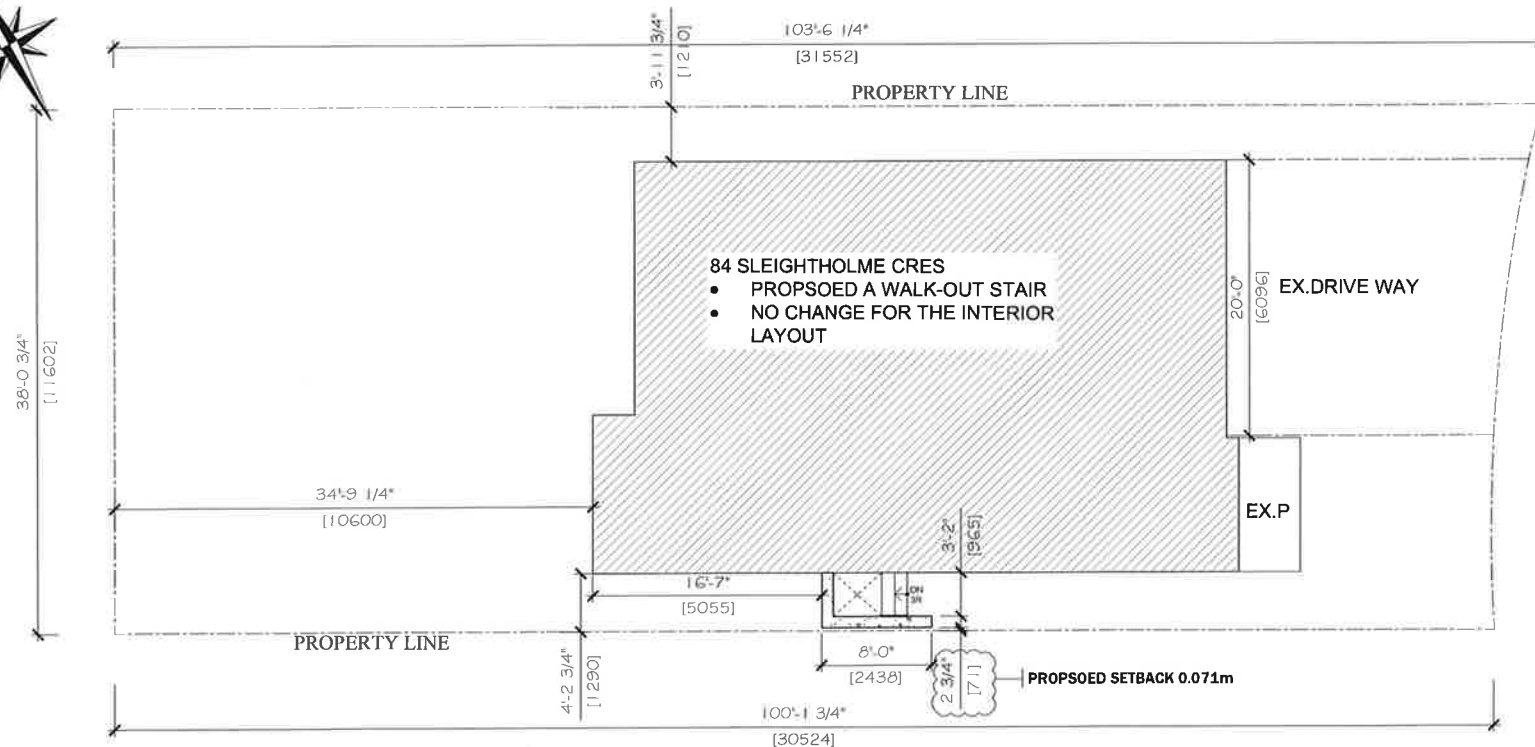 103'-6 1/4"
[31552]
3'-11 3/4"
[1210]
PROPERTY LINE
38'-0 3/4"
[11602]
84 SLEIGHTHOLME CRES
• PROPSOED A WALK-OUT STAIR
• NO CHANGE FOR THE INTERIOR
LAYOUT
20'-0"
[6096]
EX.DRIVE WAY
34'-9 1/4"
[10600]
EX.P
3'-2"
[965]
16'-7"
[5055]
DN
3R
PROPERTY LINE
4'-2 3/4"
[1290]
8'-0"
[2438]
2 3/4"
[71]
PROPSOED SETBACK 0.071m
100'-1 3/4"
[30524]